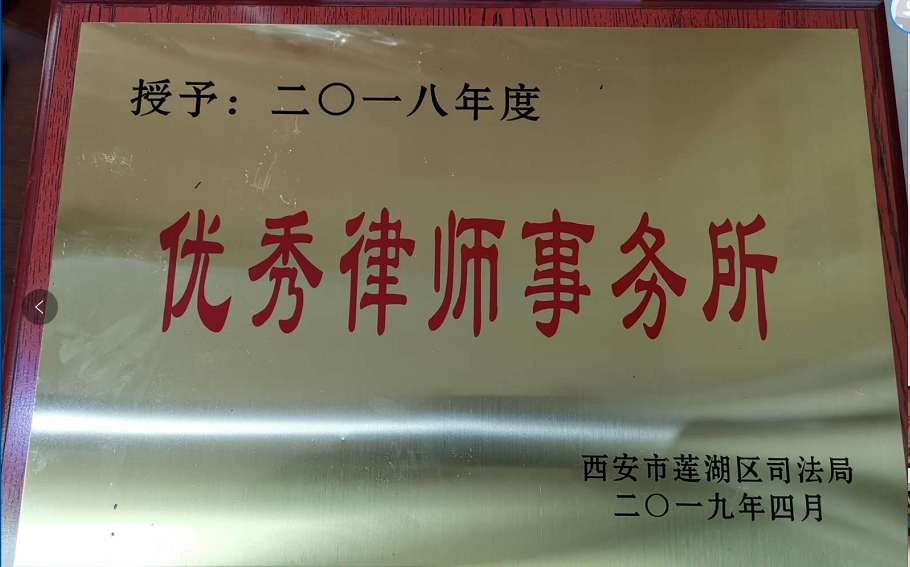 授予：二〇一八年度
优秀律师事务所
西安市莲湖区司法局
二〇一九年四月